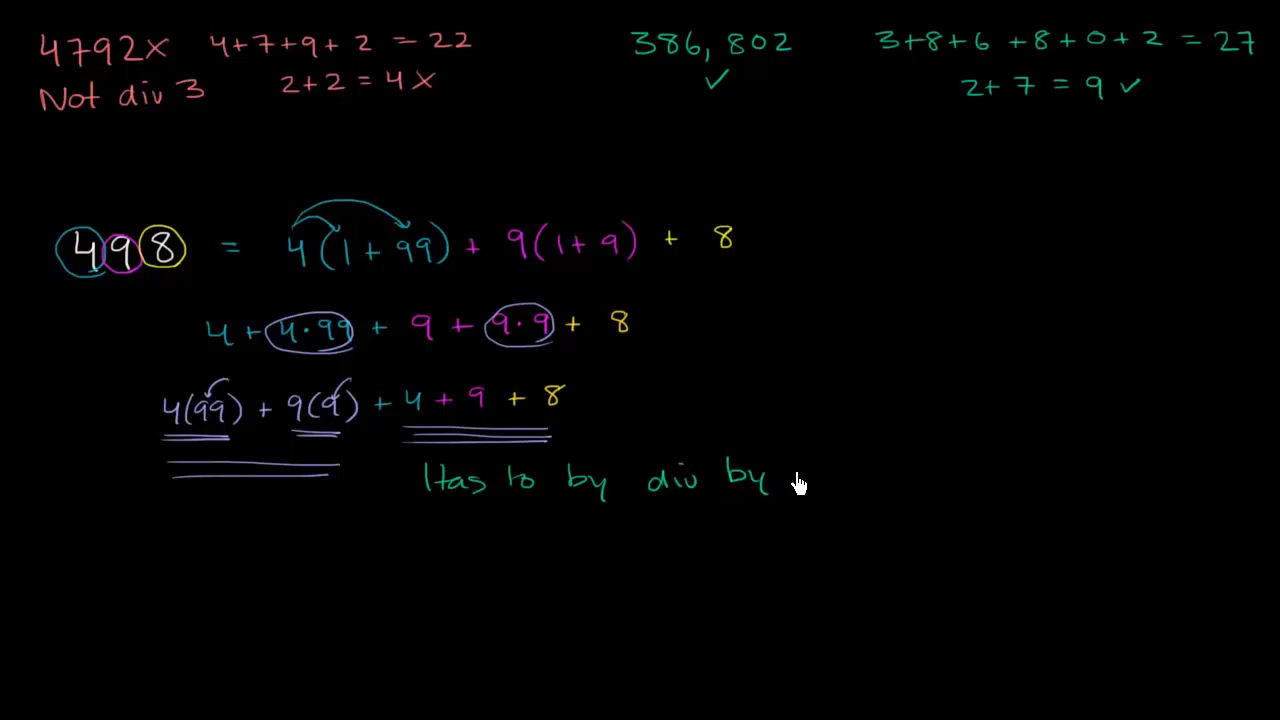 4792x 4+7+9+2 = 22
Not div 3 2+2 = 4 x
386,802 3+8+6 +8+0+2 = 27
✓ 2+ 7 = 9 ✓
498 = 4(1+99) + 9(1+9) + 8
4 + 4·99 + 9 + 9·9 + 8
4(99) + 9(9) + 4 + 9 + 8
Has to by div by